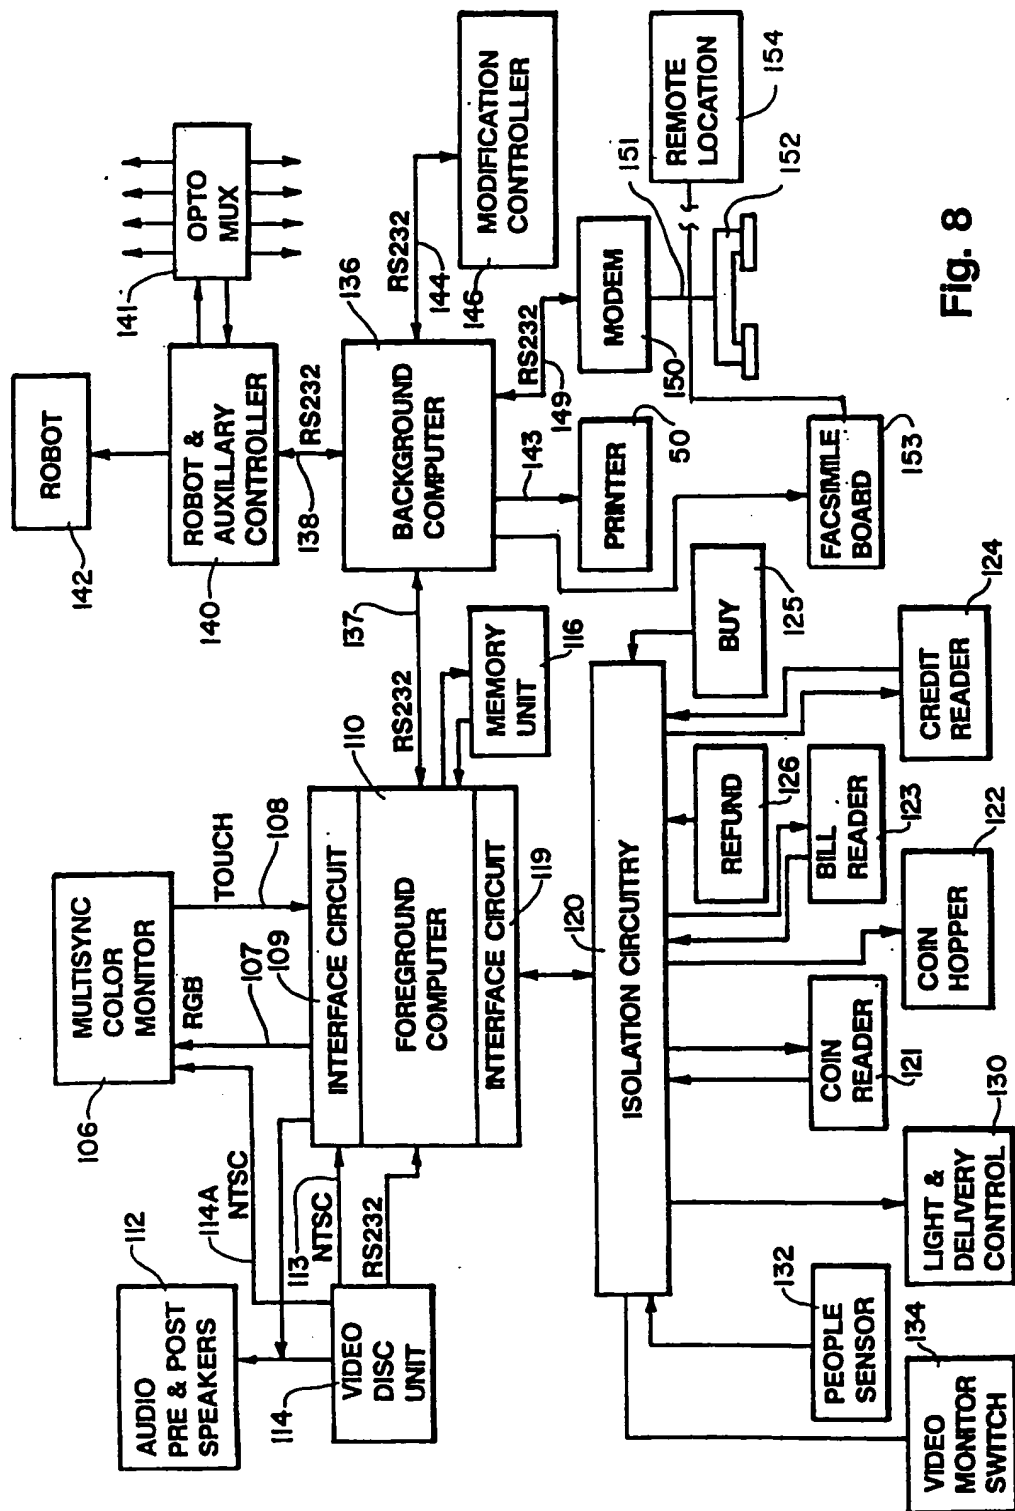 ROBOT
142
ROBOT &
AUXILLARY
CONTROLLER
140
OPTO
MUX
141
138
RS232
BACKGROUND
COMPUTER
136
RS232
144
MODIFICATION
CONTROLLER
146
137
RS232
143
PRINTER
50
RS232
149
MODEM
150
151
152
REMOTE
LOCATION
154
FACSIMILE
BOARD
153
MULTISYNC
COLOR
MONITOR
106
RGB
107
TOUCH
108
INTERFACE CIRCUIT
109
FOREGROUND
COMPUTER
110
INTERFACE CIRCUIT
119
MEMORY
UNIT
116
AUDIO
PRE & POST
SPEAKERS
112
114A
NTSC
113
NTSC
RS232
VIDEO
DISC
UNIT
114
ISOLATION CIRCUITRY
120
BUY
125
CREDIT READER
124
REFUND
126
BILL
READER
123
COIN
HOPPER
122
COIN
READER
121
LIGHT &
DELIVERY
CONTROL
130
PEOPLE
SENSOR
132
VIDEO
MONITOR
SWITCH
134
Fig. 8